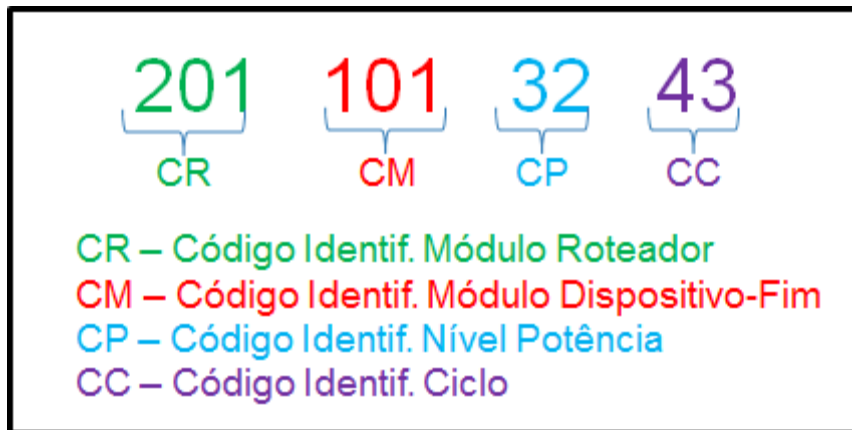 201 101 32 43
CR CM CP CC
CR – Código Identif. Módulo Roteador
CM – Código Identif. Módulo Dispositivo-Fim
CP – Código Identif. Nível Potência
CC – Código Identif. Ciclo